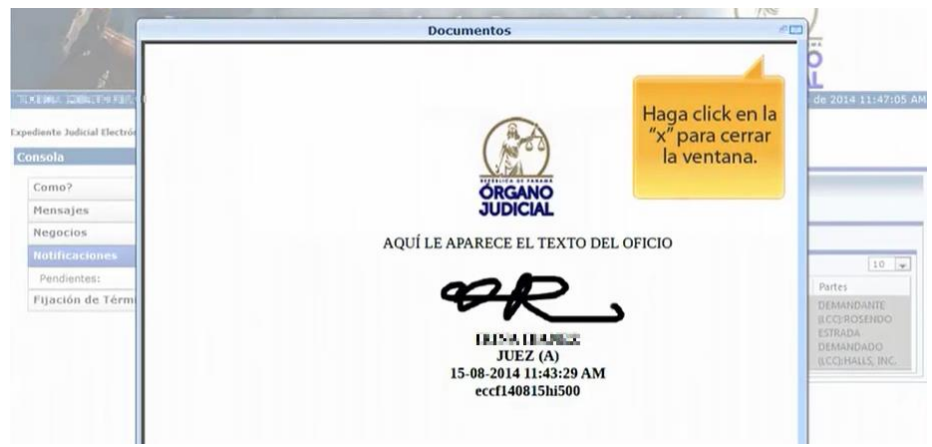 Documentos
de 2014 11:47:05 AM
Expediente Judicial Electró
Consola
Como?
Mensajes
Negocios
Notificaciones
Pendientes:
Fijación de Térmi
Haga click en la
"x" para cerrar
la ventana.
REPÚBLICA DE PANAMÁ
ÓRGANO
JUDICIAL
AQUÍ LE APARECE EL TEXTO DEL OFICIO
JUEZ (A)
15-08-2014 11:43:29 AM
eccf140815hi500
10
Partes
DEMANDANTE
(LCC):ROSENDO
ESTRADA
DEMANDADO
(LCC):HALLS, INC.